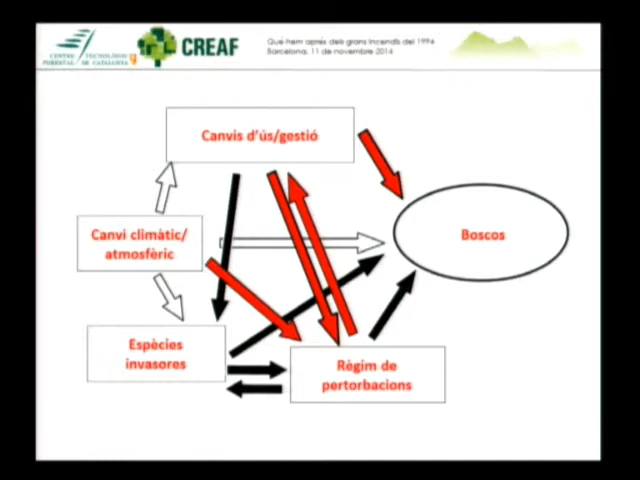 CENTRE TECNOLÒGIC
FORESTAL DE CATALUNYA
CREAF
Què hem après dels grans incendis del 1994
Barcelona, 11 de novembre 2014
Canvis d'ús/gestió
Canvi climàtic/
atmosfèric
Boscos
Espècies
invasores
Règim de
pertorbacions